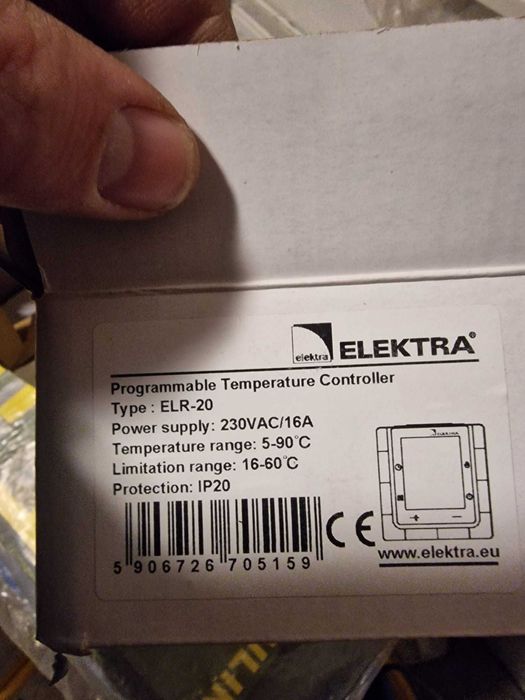 elektra ELEKTRA®
Programmable Temperature Controller
Type : ELR-20
Power supply: 230VAC/16A
Temperature range: 5-90°C
Limitation range: 16-60°C
Protection: IP20
ELEKTRA
+ −
5 906726 705159
CE
www.elektra.eu